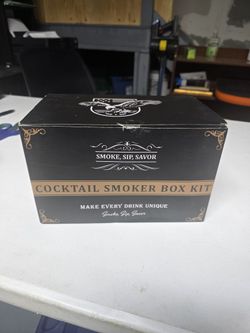 SMOKE, SIP, SAVOR
COCKTAIL SMOKER BOX KIT
MAKE EVERY DRINK UNIQUE
Smoke, Sip, Savor